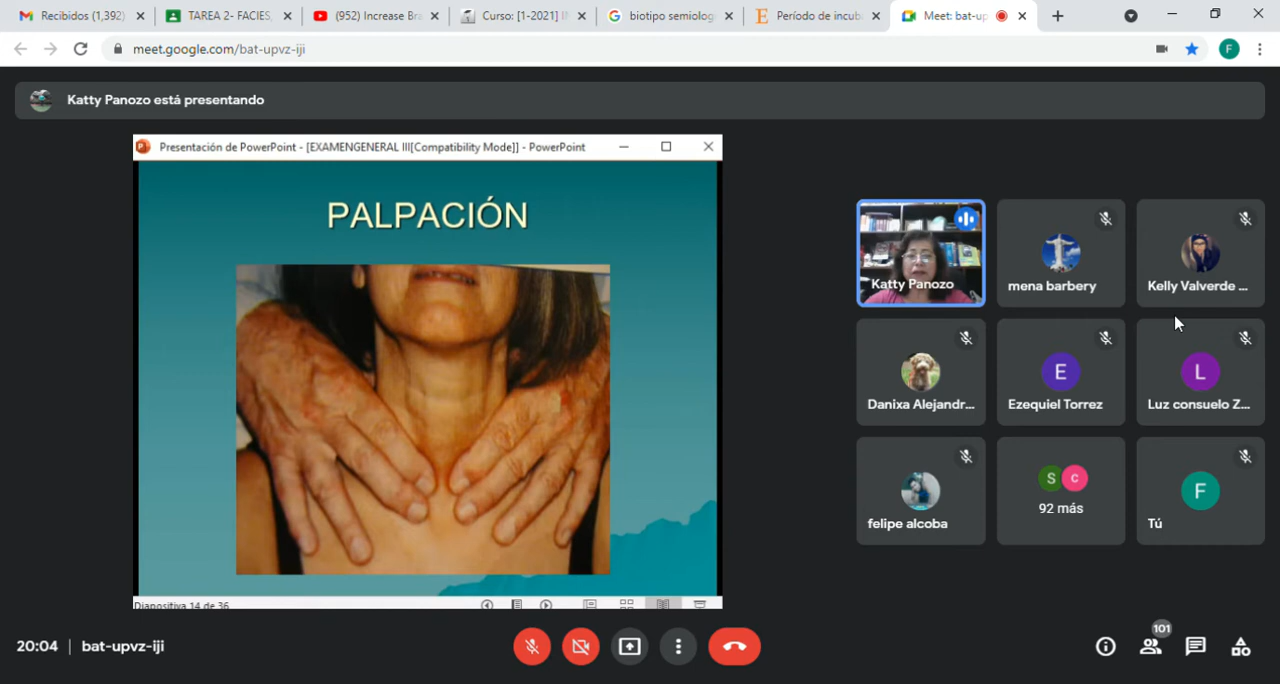 Recibidos (1,392)
TAREA 2- FACIES,
(952) Increase Bra
Curso: [1-2021] II
biotipo semiolog
Período de incub
Meet: bat-up
meet.google.com/bat-upvz-iji
F
Katty Panozo está presentando
Presentación de PowerPoint - [EXAMENGENERAL III[Compatibility Mode]] - PowerPoint
PALPACIÓN
Diapositiva 14 de 36
Katty Panozo
mena barbery
Kelly Valverde ...
Danixa Alejandr...
E
Ezequiel Torrez
L
Luz consuelo Z...
felipe alcoba
S C
92 más
F
Tú
20:04 | bat-upvz-iji
101